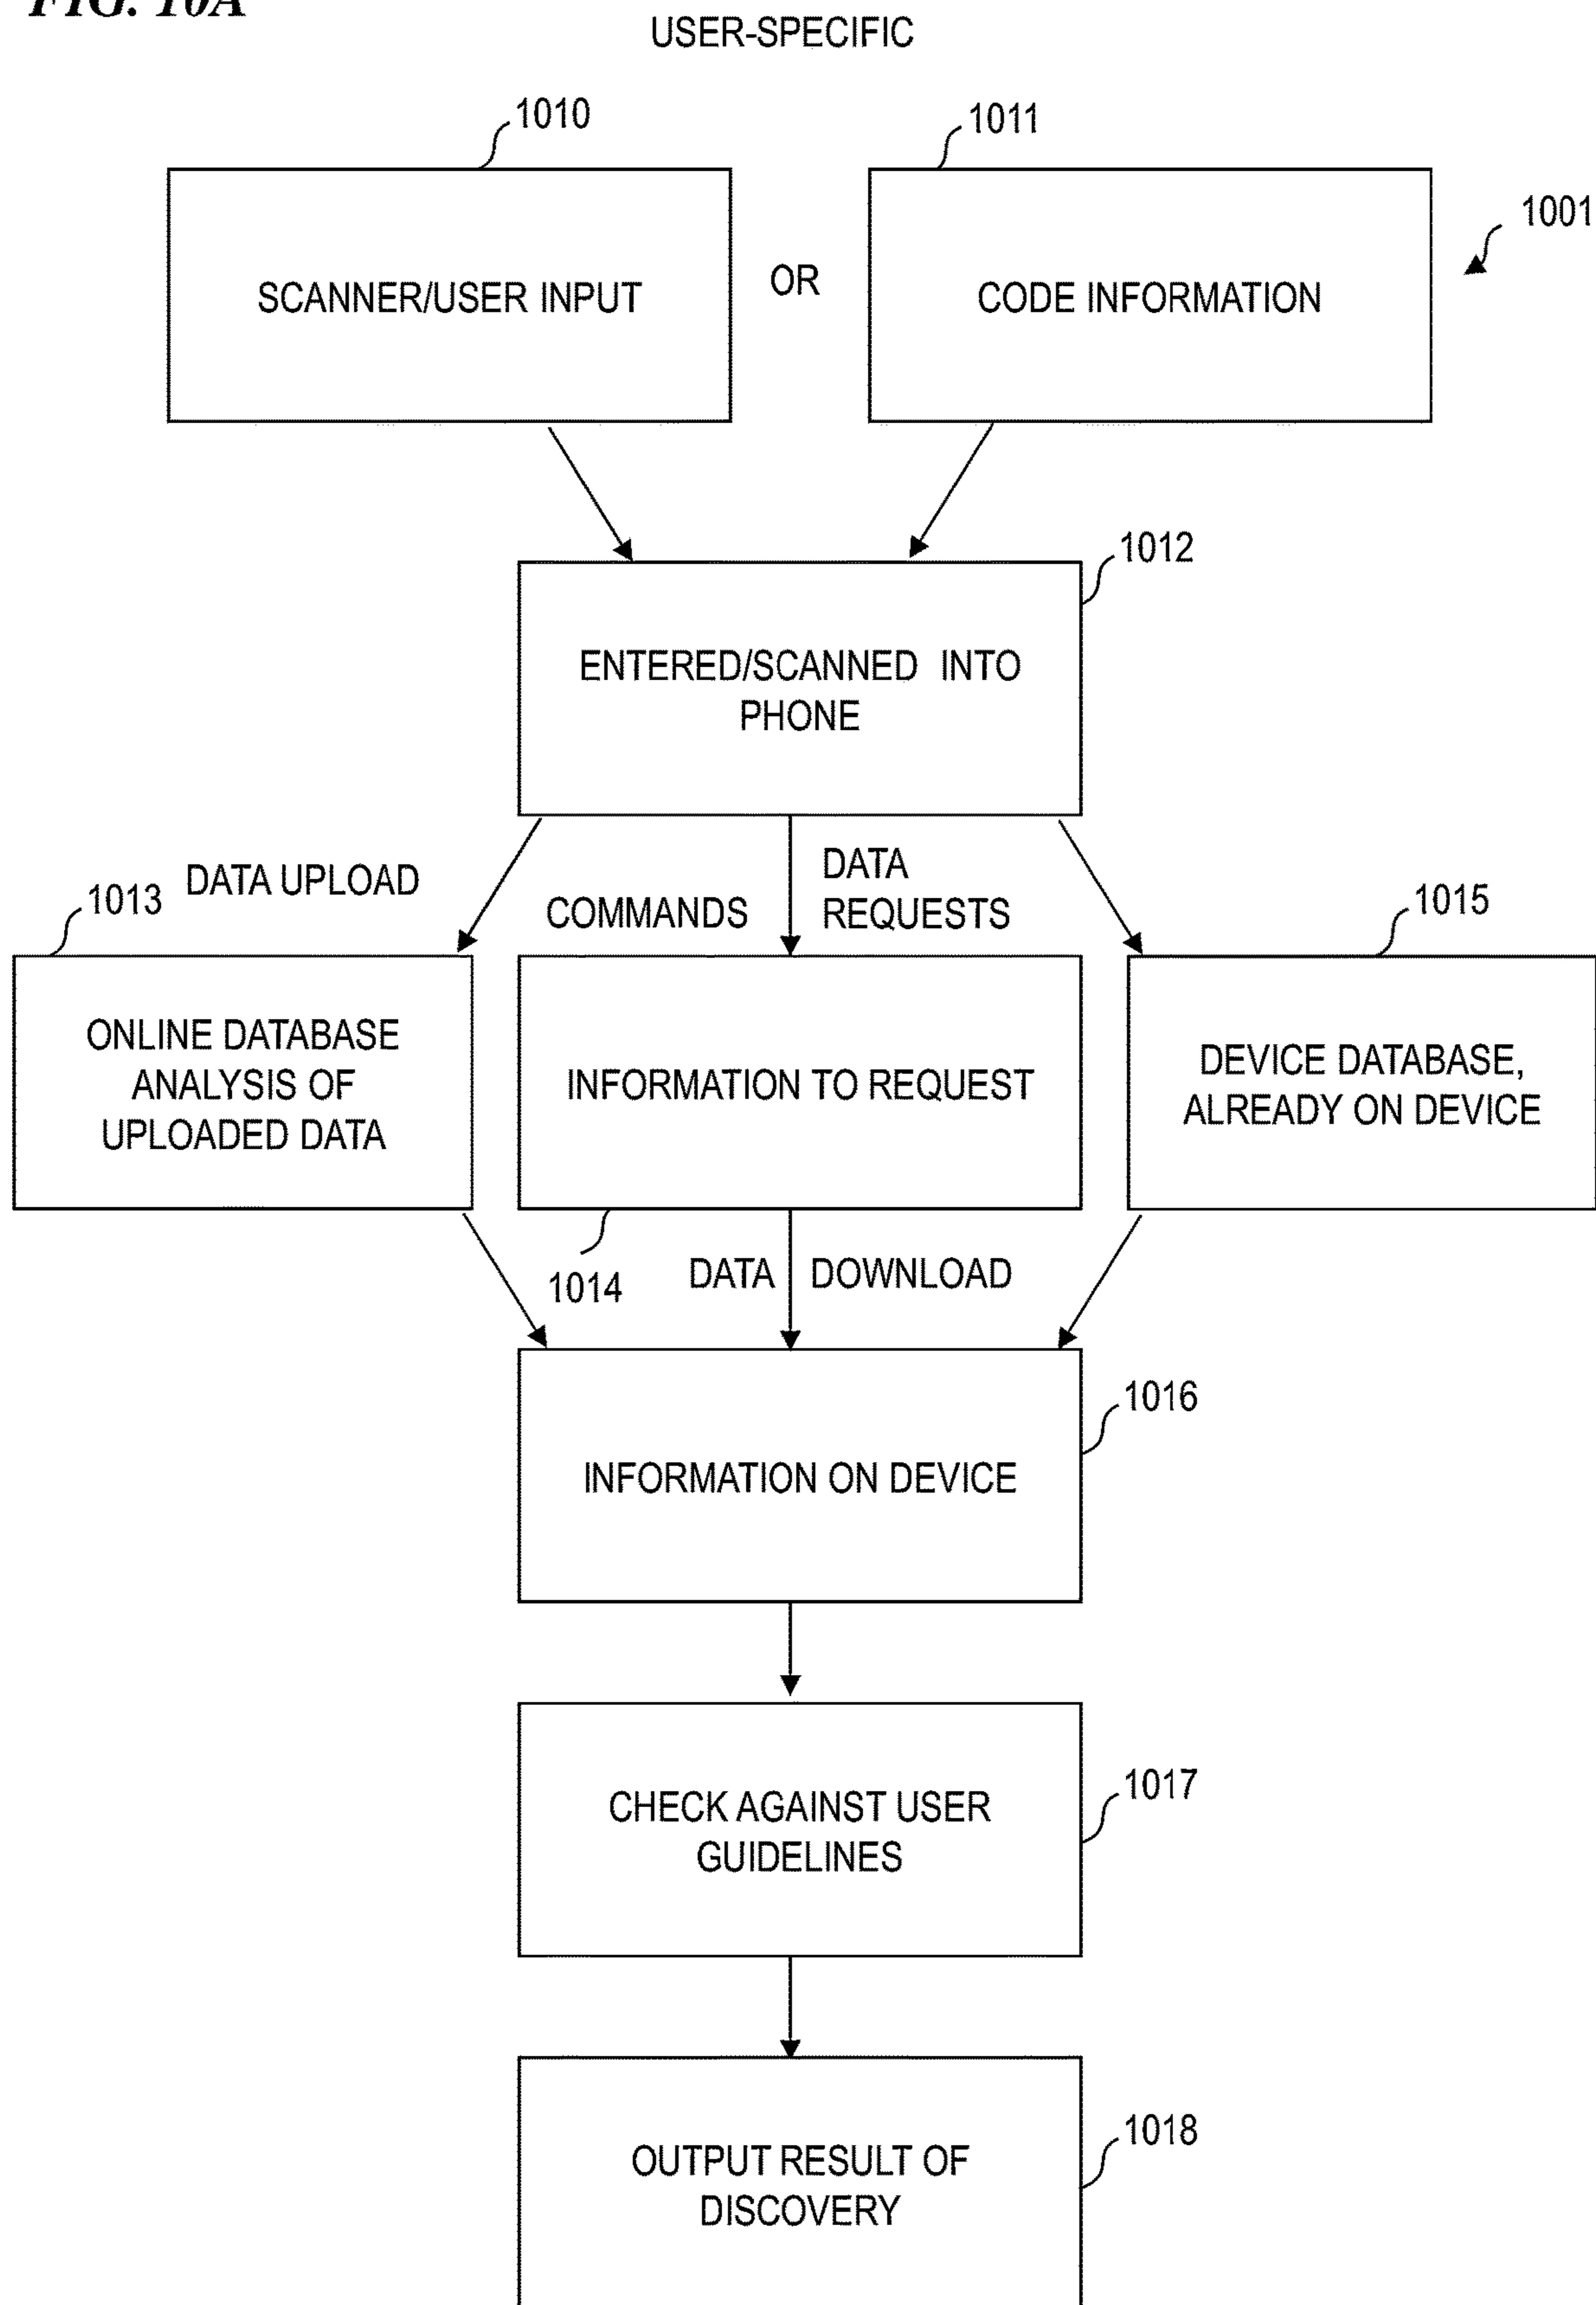 FIG. 10A
USER-SPECIFIC
1010
1011
1001
SCANNER/USER INPUT
OR
CODE INFORMATION
1012
ENTERED/SCANNED INTO
PHONE
DATA UPLOAD
COMMANDS
DATA
REQUESTS
1013
1015
ONLINE DATABASE
ANALYSIS OF
UPLOADED DATA
INFORMATION TO REQUEST
DEVICE DATABASE,
ALREADY ON DEVICE
1014
DATA DOWNLOAD
1016
INFORMATION ON DEVICE
1017
CHECK AGAINST USER
GUIDELINES
1018
OUTPUT RESULT OF
DISCOVERY